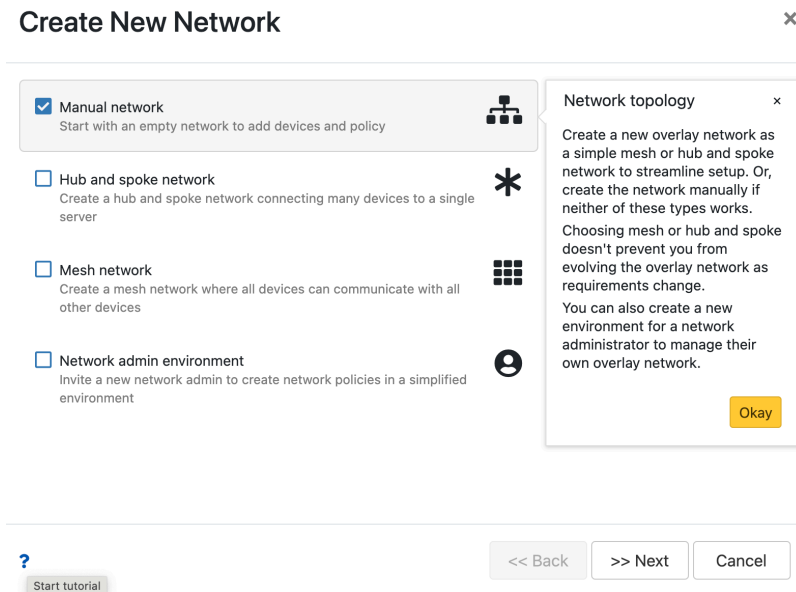 Create New Network
×
Manual network
Start with an empty network to add devices and policy
Hub and spoke network
Create a hub and spoke network connecting many devices to a single
server
Mesh network
Create a mesh network where all devices can communicate with all
other devices
Network admin environment
Invite a new network admin to create network policies in a simplified
environment
Network topology ×
Create a new overlay network as
a simple mesh or hub and spoke
network to streamline setup. Or,
create the network manually if
neither of these types works.
Choosing mesh or hub and spoke
doesn't prevent you from
evolving the overlay network as
requirements change.
You can also create a new
environment for a network
administrator to manage their
own overlay network.
Okay
?
<< Back >> Next Cancel
Start tutorial